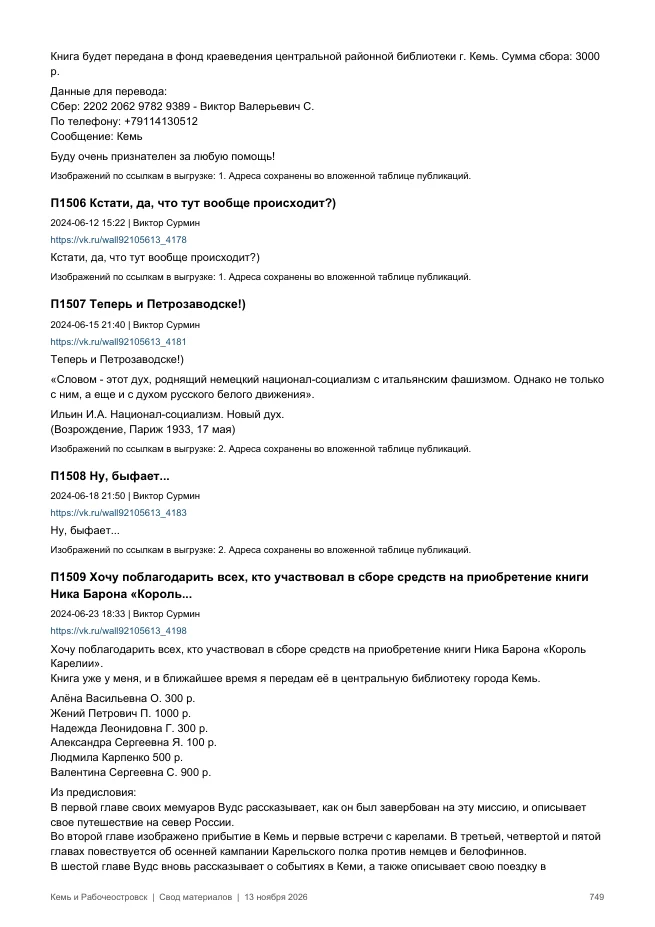 Книга будет передана в фонд краеведения центральной районной библиотеки г. Кемь. Сумма сбора: 3000
р.
Данные для перевода:
Сбер: 2202 2062 9782 9389 - Виктор Валерьевич С.
По телефону: +79114130512
Сообщение: Кемь
Буду очень признателен за любую помощь!
Изображений по ссылкам в выгрузке: 1. Адреса сохранены во вложенной таблице публикаций.
П1506 Кстати, да, что тут вообще происходит?)
2024-06-12 15:22 | Виктор Сурмин
https://vk.ru/wall92105613_4178
Кстати, да, что тут вообще происходит?)
Изображений по ссылкам в выгрузке: 1. Адреса сохранены во вложенной таблице публикаций.
П1507 Теперь и Петрозаводске!)
2024-06-15 21:40 | Виктор Сурмин
https://vk.ru/wall92105613_4181
Теперь и Петрозаводске!)
«Словом - этот дух, роднящий немецкий национал-социализм с итальянским фашизмом. Однако не только
с ним, а еще и с духом русского белого движения».
Ильин И.А. Национал-социализм. Новый дух.
(Возрождение, Париж 1933, 17 мая)
Изображений по ссылкам в выгрузке: 2. Адреса сохранены во вложенной таблице публикаций.
П1508 Ну, быфает...
2024-06-18 21:50 | Виктор Сурмин
https://vk.ru/wall92105613_4183
Ну, быфает...
Изображений по ссылкам в выгрузке: 2. Адреса сохранены во вложенной таблице публикаций.
П1509 Хочу поблагодарить всех, кто участвовал в сборе средств на приобретение книги
Ника Барона «Король...
2024-06-23 18:33 | Виктор Сурмин
https://vk.ru/wall92105613_4198
Хочу поблагодарить всех, кто участвовал в сборе средств на приобретение книги Ника Барона «Король
Карелии».
Книга уже у меня, и в ближайшее время я передам её в центральную библиотеку города Кемь.
Алёна Васильевна О. 300 р.
Жений Петрович П. 1000 р.
Надежда Леонидовна Г. 300 р.
Александра Сергеевна Я. 100 р.
Людмила Карпенко 500 р.
Валентина Сергеевна С. 900 р.
Из предисловия:
В первой главе своих мемуаров Вудс рассказывает, как он был завербован на эту миссию, и описывает
свое путешествие на север России.
Во второй главе изображено прибытие в Кемь и первые встречи с карелами. В третьей, четвертой и пятой
главах повествуется об осенней кампании Карельского полка против немцев и белофиннов.
В шестой главе Вудс вновь рассказывает о событиях в Кеми, а также описывает свою поездку в
Кемь и Рабочеостровск | Свод материалов | 13 ноября 2026
749